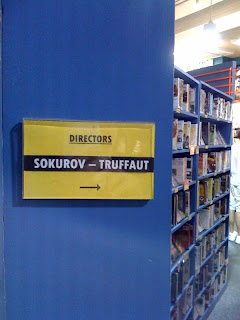 DIRECTORS
SOKUROV – TRUFFAUT
→